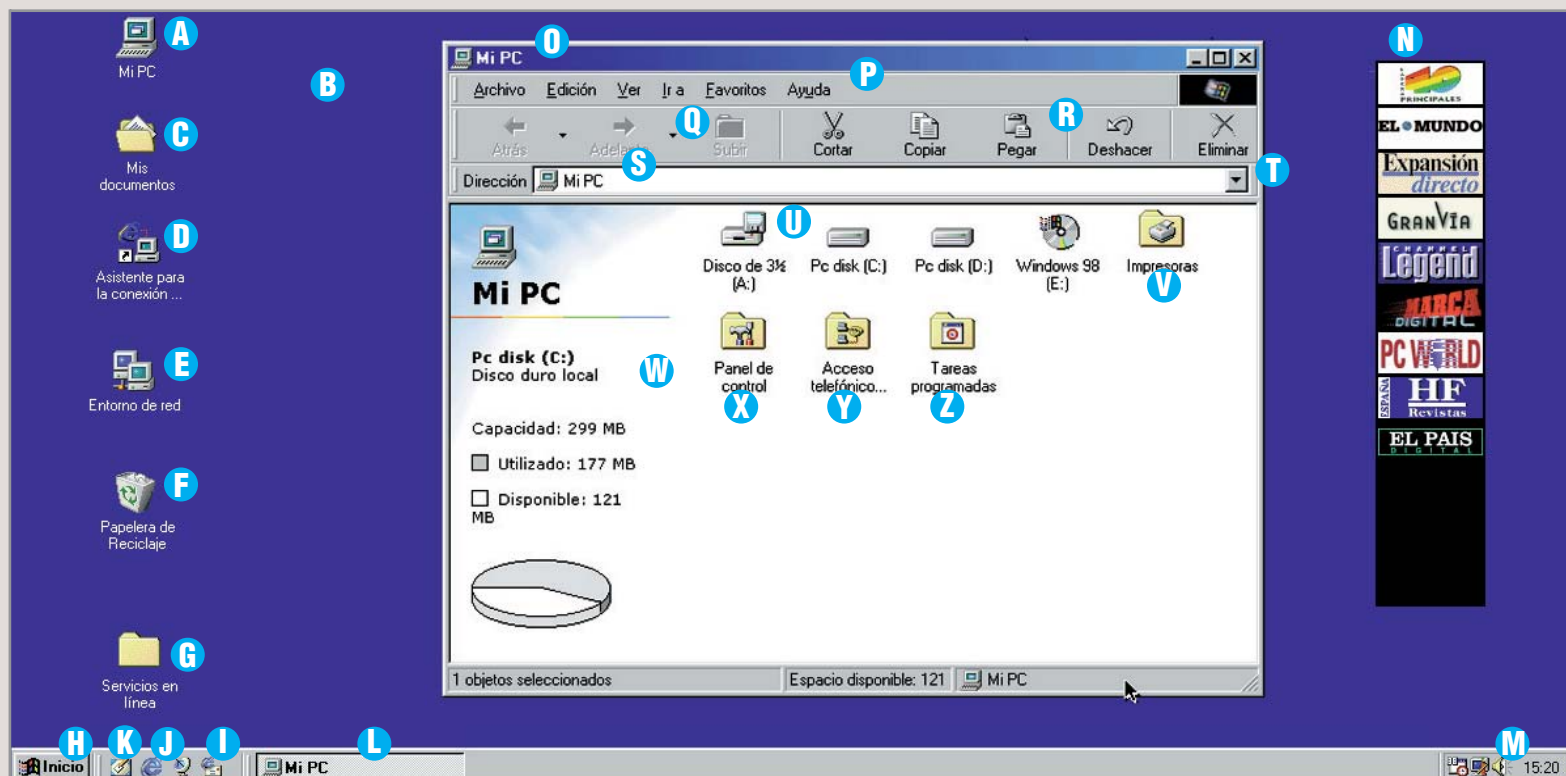 A
Mi PC
B
C
Mis
documentos
D
Asistente para
la conexión ...
E
Entorno de red
F
Papelera de
Reciclaje
G
Servicios en
línea
O
Mi PC
P
Archivo Edición Ver Ir a Favoritos Ayuda
Q
R
Atrás Adelante Subir Cortar Copiar Pegar Deshacer Eliminar
S
T
Dirección Mi PC
Mi PC
Pc disk (C:)
Disco duro local
W
Capacidad: 299 MB
Utilizado: 177 MB
Disponible: 121
MB
U
Disco de 3½
(A:)
Pc disk (C:)
Pc disk (D:)
Windows 98
(E:)
Impresoras
V
Panel de
control
X
Acceso
telefónico...
Y
Tareas
programadas
Z
1 objetos seleccionados Espacio disponible: 121 Mi PC
N
40
PRINCIPALES
EL MUNDO
Expansión
directo
GRANVÍA
CHANNEL
Legend
MARCA
DIGITAL
PC WORLD
ESPAÑA
HF
Revistas
EL PAIS
DIGITAL
H K J I L M
Inicio Mi PC 15:20